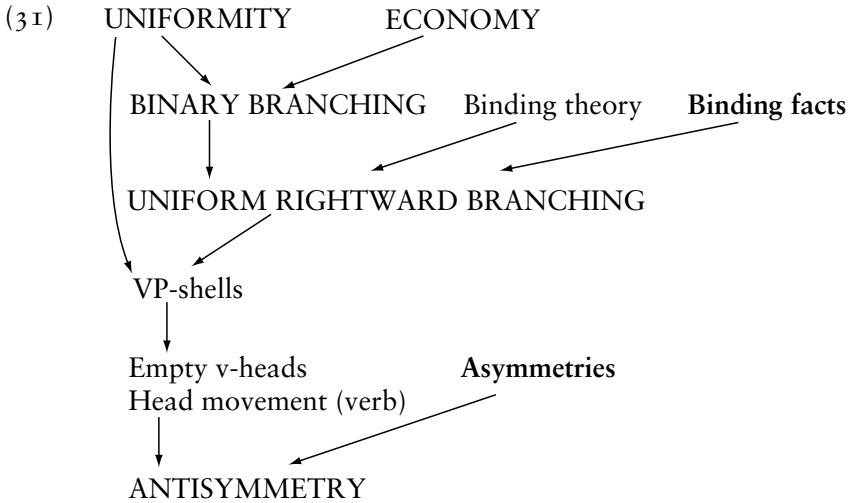 (31) UNIFORMITY ECONOMY
BINARY BRANCHING Binding theory Binding facts
UNIFORM RIGHTWARD BRANCHING
VP-shells
Empty v-heads Asymmetries
Head movement (verb)
ANTISYMMETRY